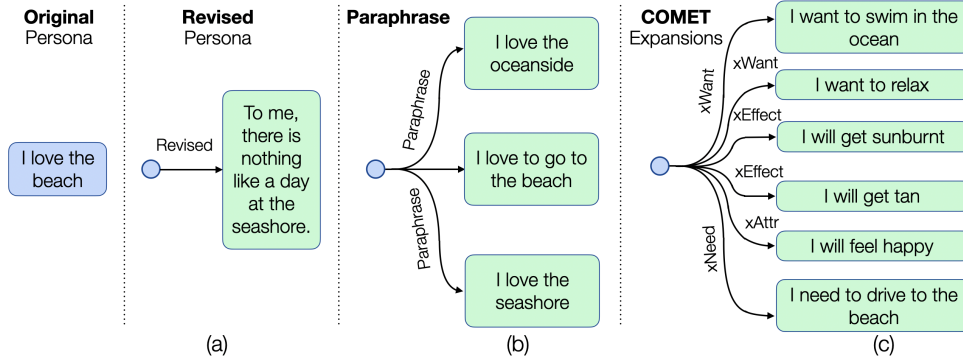 Original
Persona
I love the
beach
Revised
Persona
Revised
To me,
there is
nothing
like a day
at the
seashore.
(a)
Paraphrase
Paraphrase
Paraphrase
I love the
oceanside
I love to go to
the beach
I love the
seashore
(b)
COMET
Expansions
xWant
xWant
xEffect
xEffect
xAttr
xNeed
I want to swim in the
ocean
I want to relax
I will get sunburnt
I will get tan
I will feel happy
I need to drive to the
beach
(c)